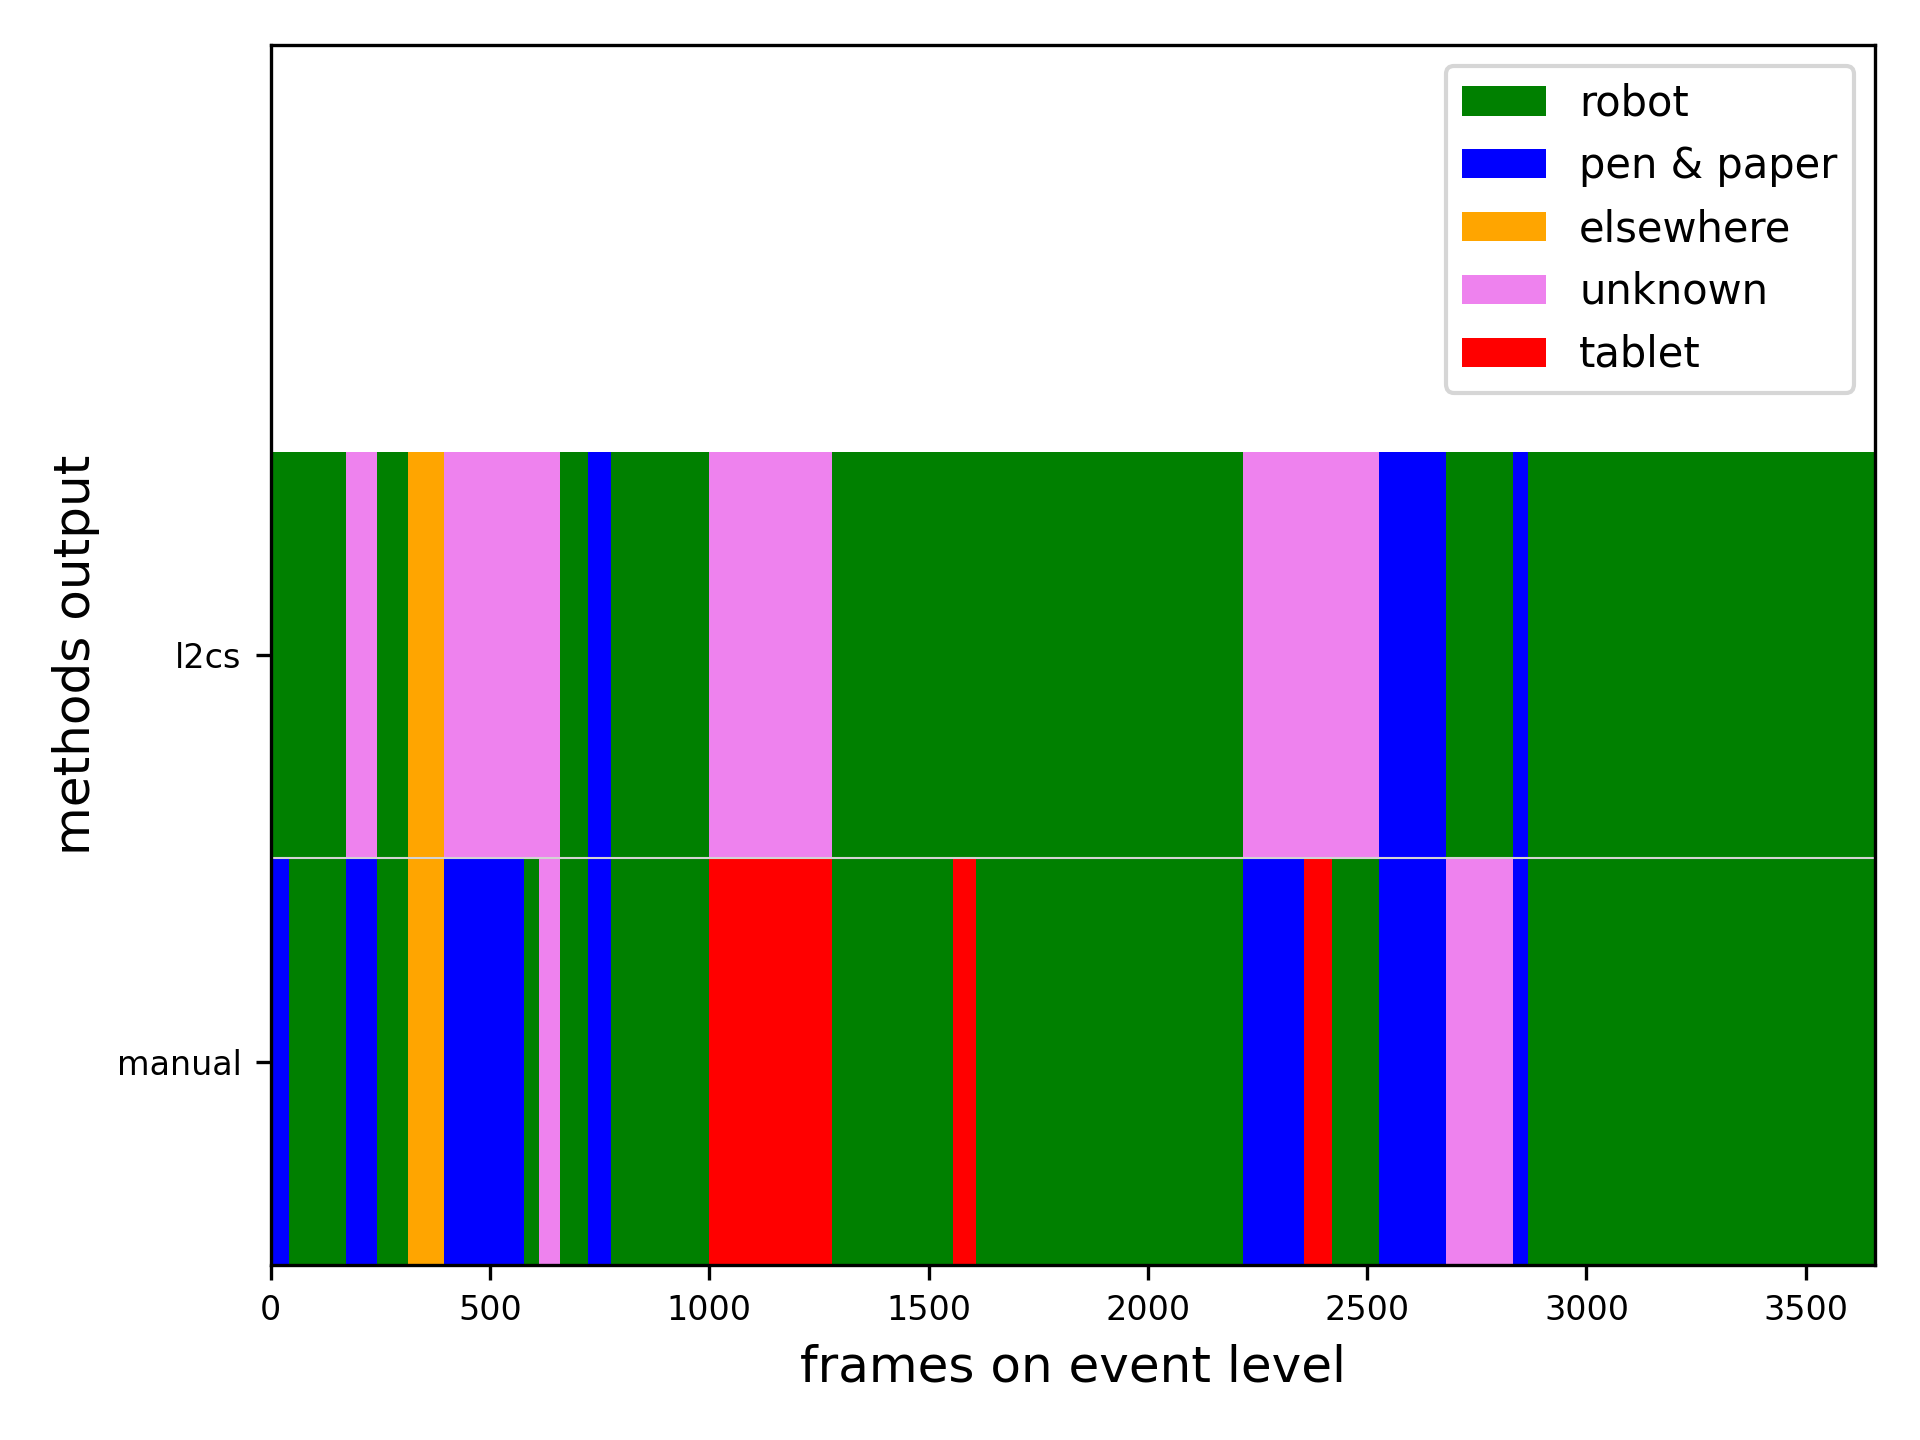 robot
pen & paper
elsewhere
unknown
tablet
methods output
l2cs
manual
0 500 1000 1500 2000 2500 3000 3500
frames on event level